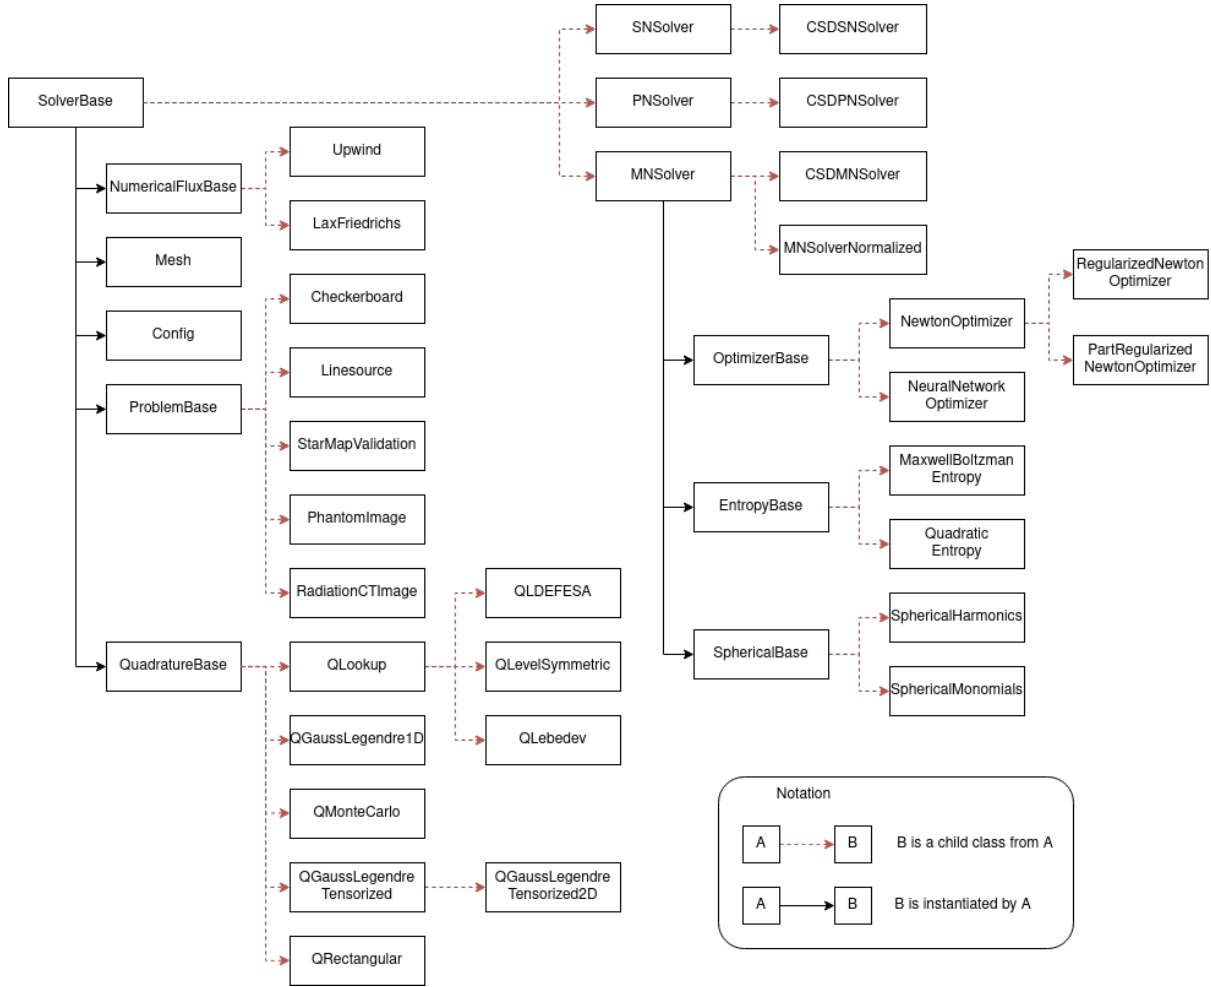 SNSolver
CSDSNSolver
SolverBase
PNSolver
CSDPNSolver
Upwind
MNSolver
CSDMNSolver
NumericalFluxBase
LaxFriedrichs
MNSolverNormalized
Mesh
RegularizedNewton
Optimizer
Checkerboard
Config
NewtonOptimizer
PartRegularized
NewtonOptimizer
Linesource
OptimizerBase
ProblemBase
NeuralNetwork
Optimizer
StarMapValidation
MaxwellBoltzman
Entropy
PhantomImage
EntropyBase
Quadratic
Entropy
RadiationCTImage
QLDEFESA
SphericalHarmonics
QuadratureBase
QLookup
QLevelSymmetric
SphericalBase
SphericalMonomials
QGaussLegendre1D
QLebedev
QMonteCarlo
QGaussLegendre
Tensorized
QGaussLegendre
Tensorized2D
QRectangular
Notation
A
B
B is a child class from A
A
B
B is instantiated by A